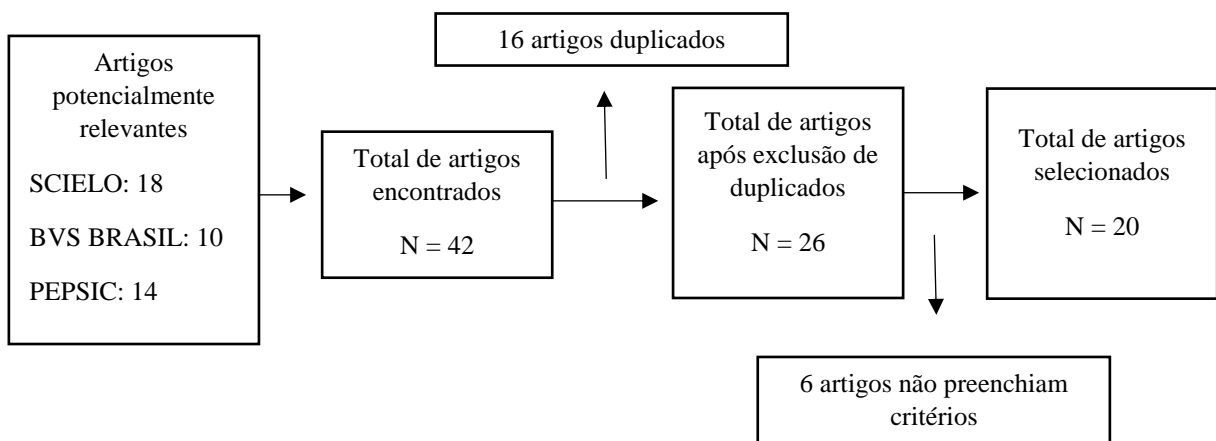 Artigos
potencialmente
relevantes
SCIELO: 18
BVS BRASIL: 10
PEPSIC: 14
Total de artigos
encontrados
N = 42
16 artigos duplicados
Total de artigos
após exclusão de
duplicados
N = 26
6 artigos não preenchiam
critérios
Total de artigos
selecionados
N = 20